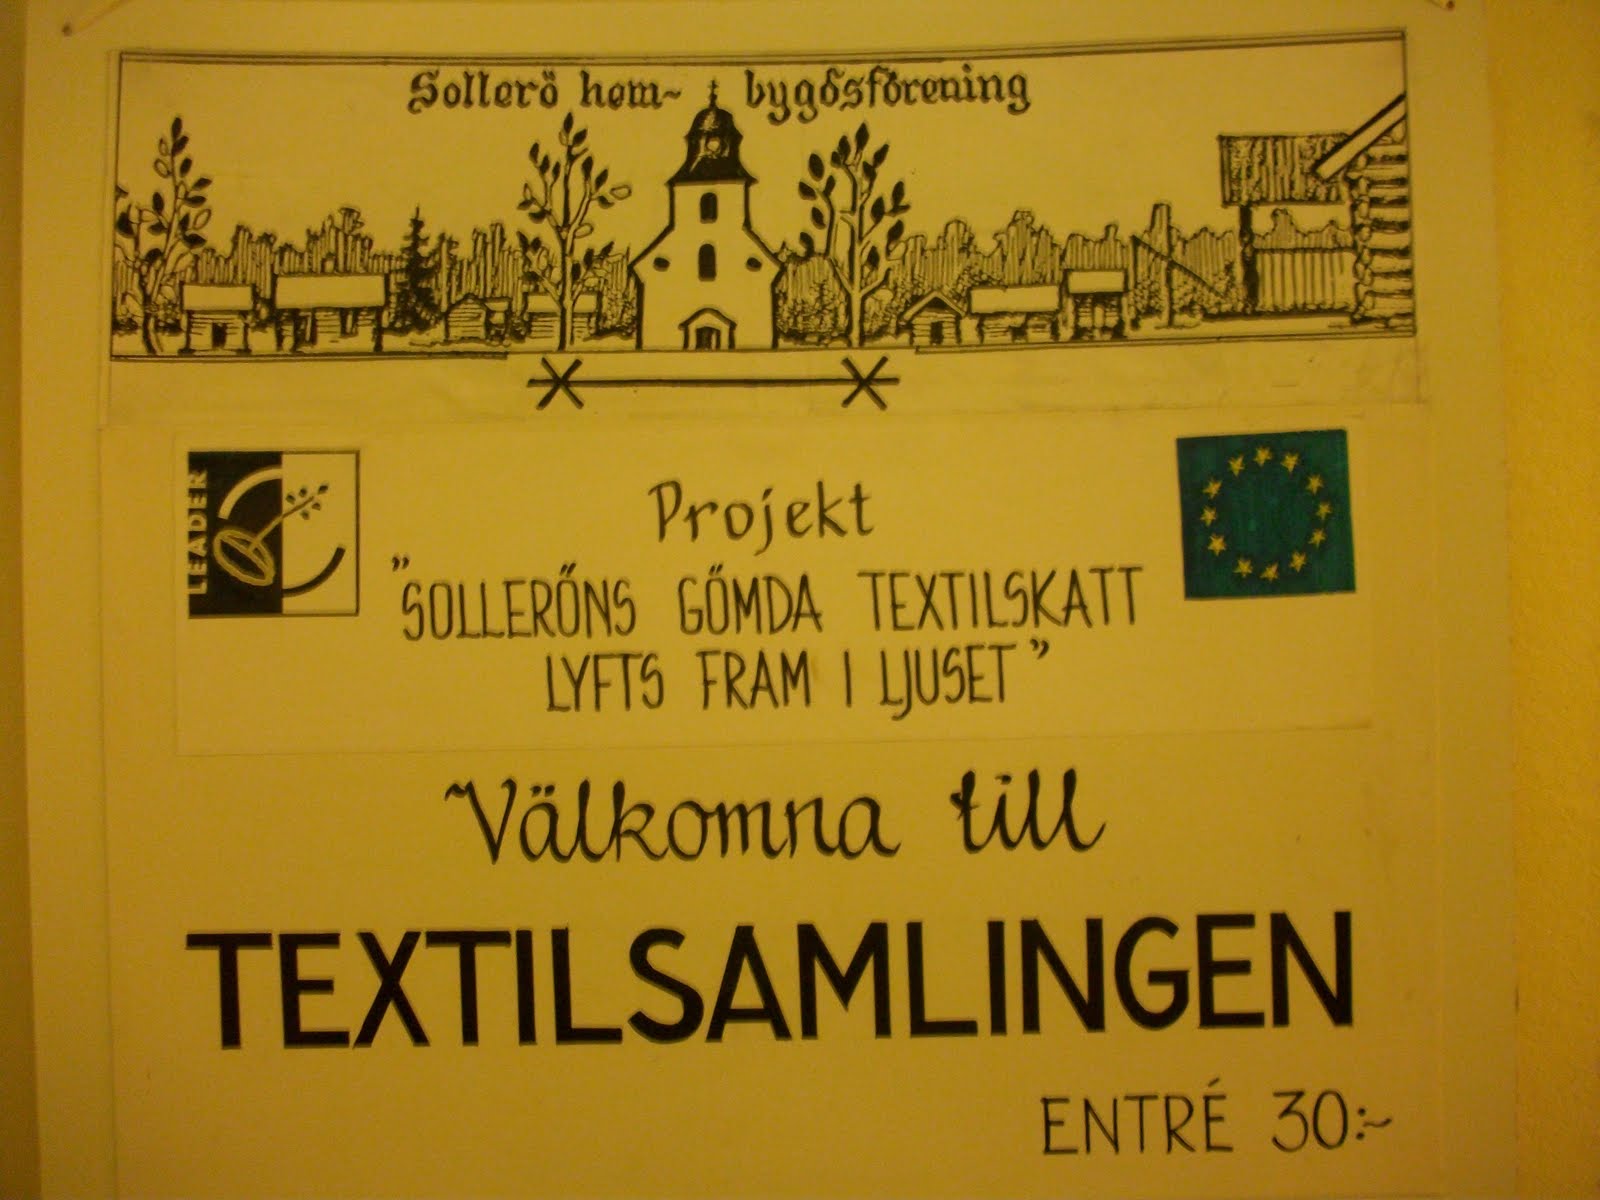 Sollerö hem~ bygdsförening
LEADER
Projekt
"SOLLERÖNS GÖMDA TEXTILSKATT
LYFTS FRAM I LJUSET"
Välkomna till
TEXTILSAMLINGEN
ENTRÉ 30:~